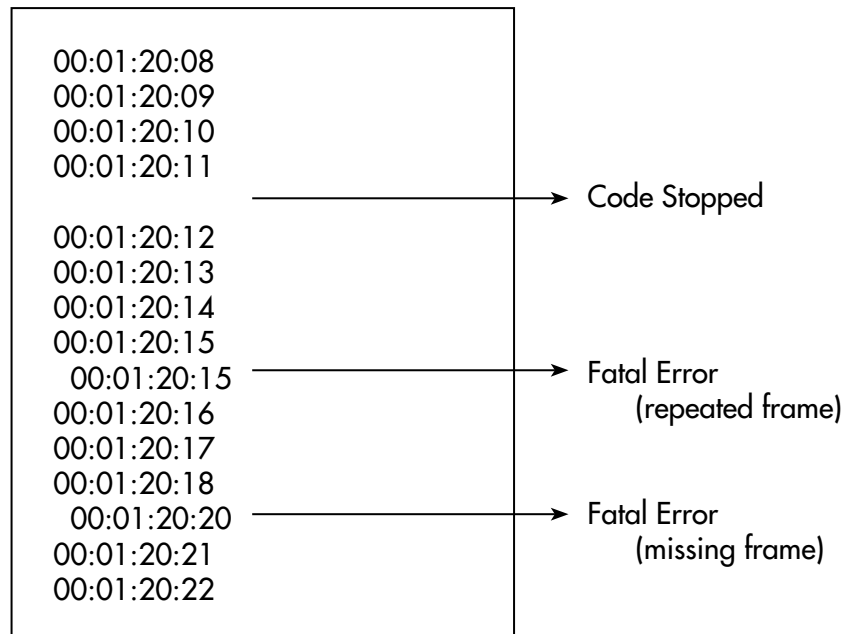 00:01:20:08
00:01:20:09
00:01:20:10
00:01:20:11
Code Stopped
00:01:20:12
00:01:20:13
00:01:20:14
00:01:20:15
00:01:20:15 Fatal Error
(repeated frame)
00:01:20:16
00:01:20:17
00:01:20:18
00:01:20:20 Fatal Error
(missing frame)
00:01:20:21
00:01:20:22